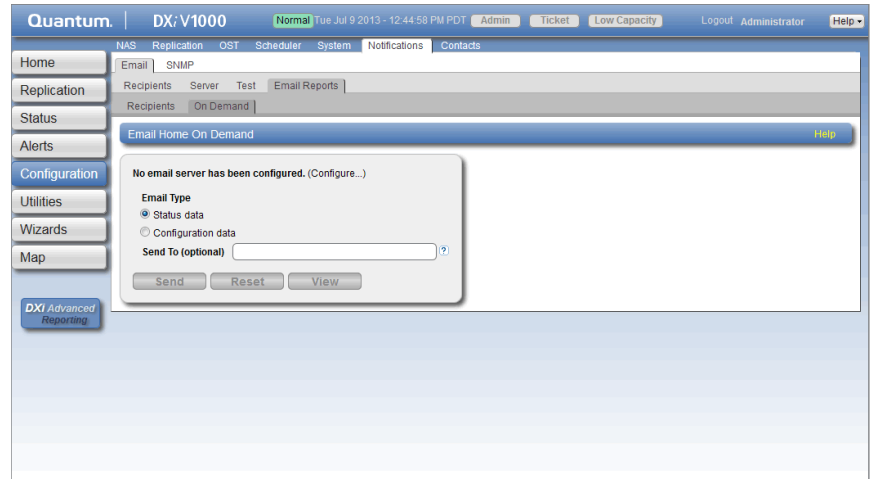 Quantum. DXi V1000 Normal Tue Jul 9 2013 - 12:44:58 PM PDT Admin Ticket Low Capacity Logout Administrator Help
NAS Replication OST Scheduler System Notifications Contacts
Home
Email SNMP
Replication
Recipients Server Test Email Reports
Recipients On Demand
Status
Email Home On Demand Help
Alerts
Configuration
No email server has been configured. (Configure...)
Utilities
Email Type
Status data
Wizards
Configuration data
Map
Send To (optional) ?
Send Reset View
DXi Advanced
Reporting